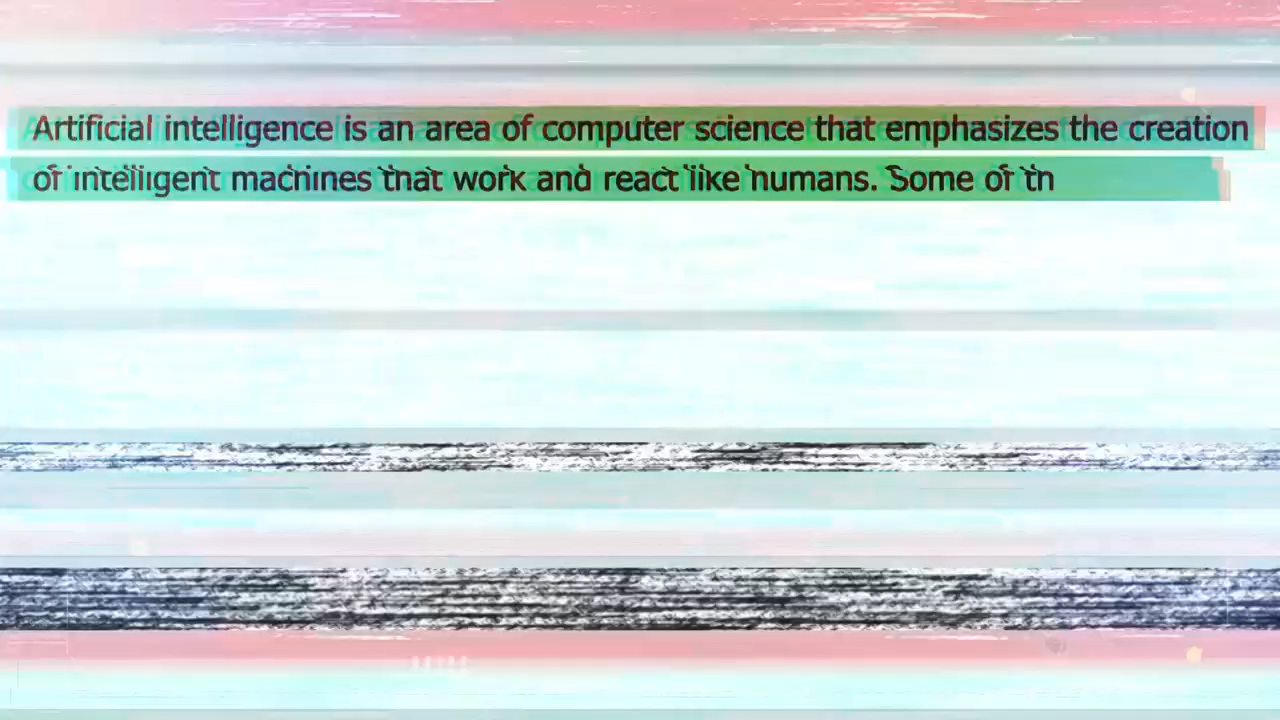 Artificial intelligence is an area of computer science that emphasizes the creation
of intelligent machines that work and react like humans. Some of th